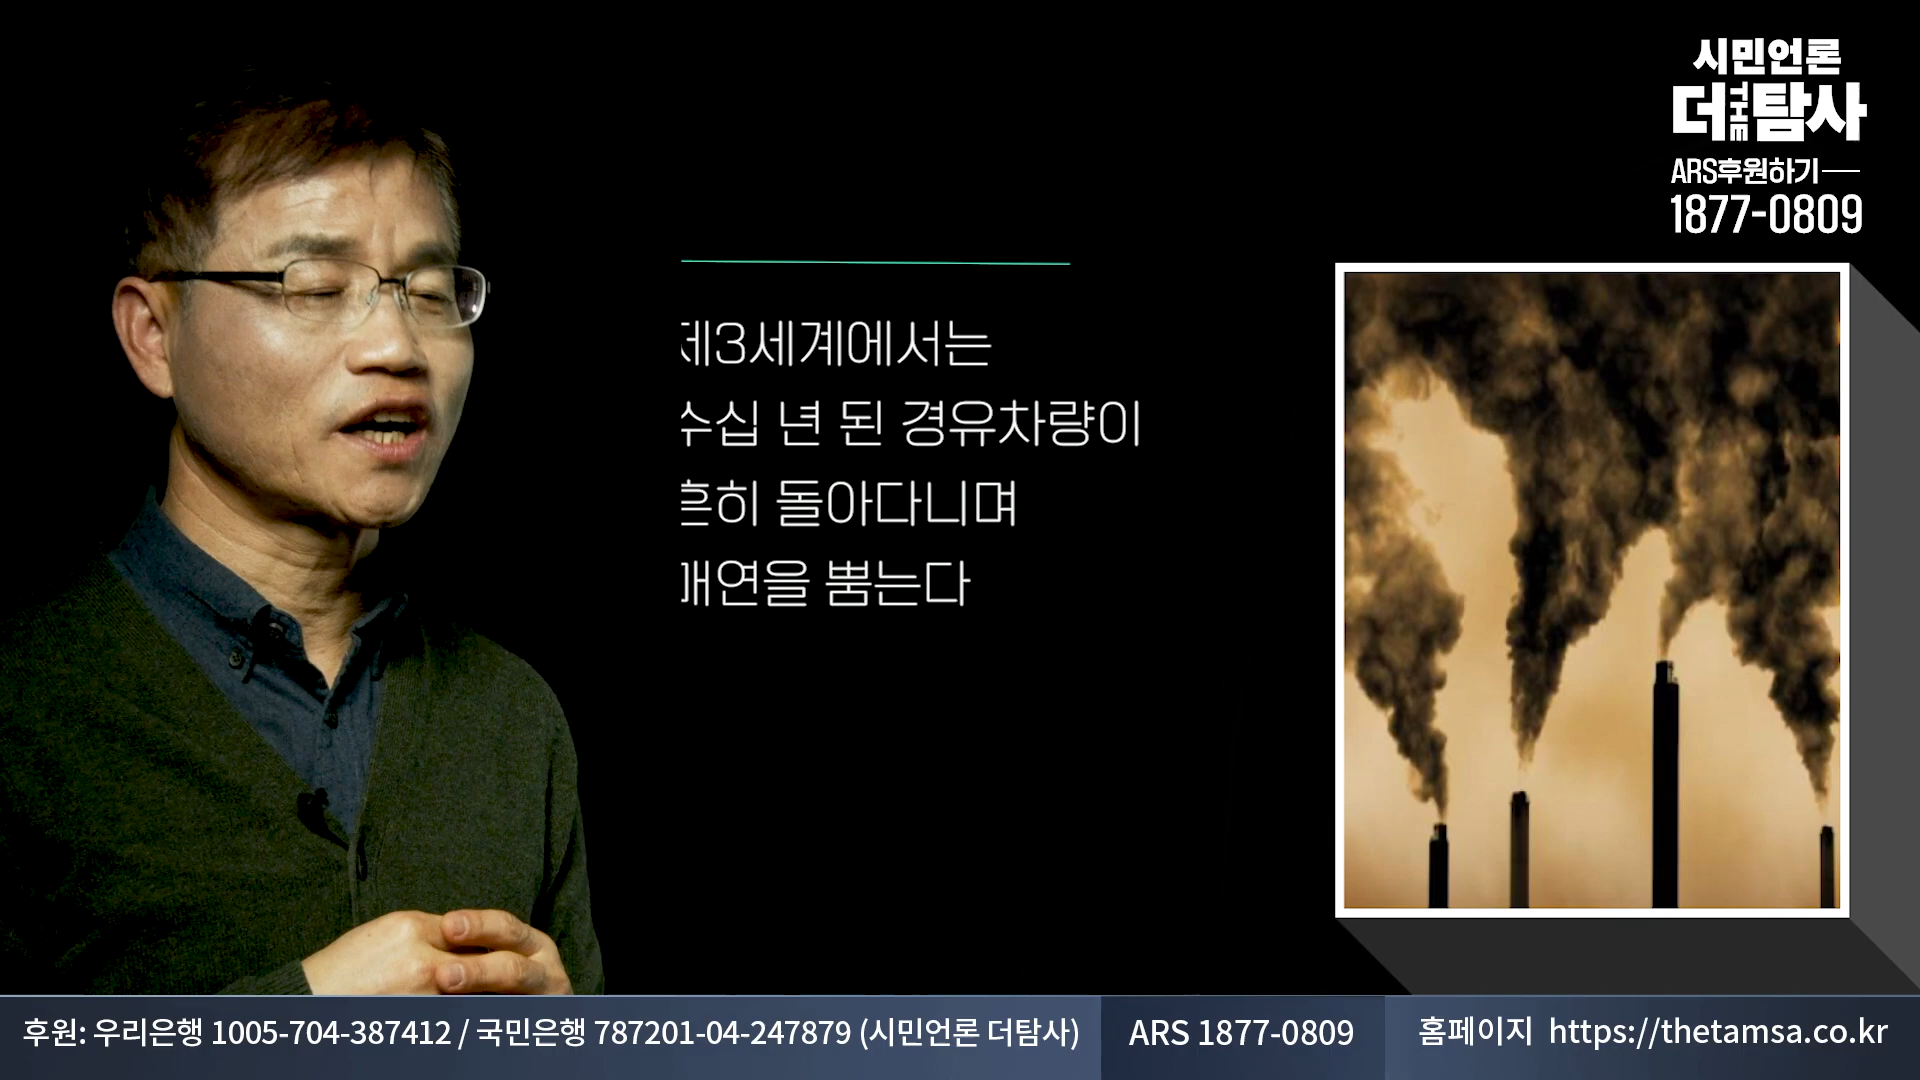 시민언론
더탐사
THE
ARS후원하기
1877-0809
제3세계에서는
수십 년 된 경유차량이
흔히 돌아다니며
매연을 뿜는다
후원: 우리은행 1005-704-387412 / 국민은행 787201-04-247879 (시민언론 더탐사)
ARS 1877-0809
홈페이지 https://thetamsa.co.kr